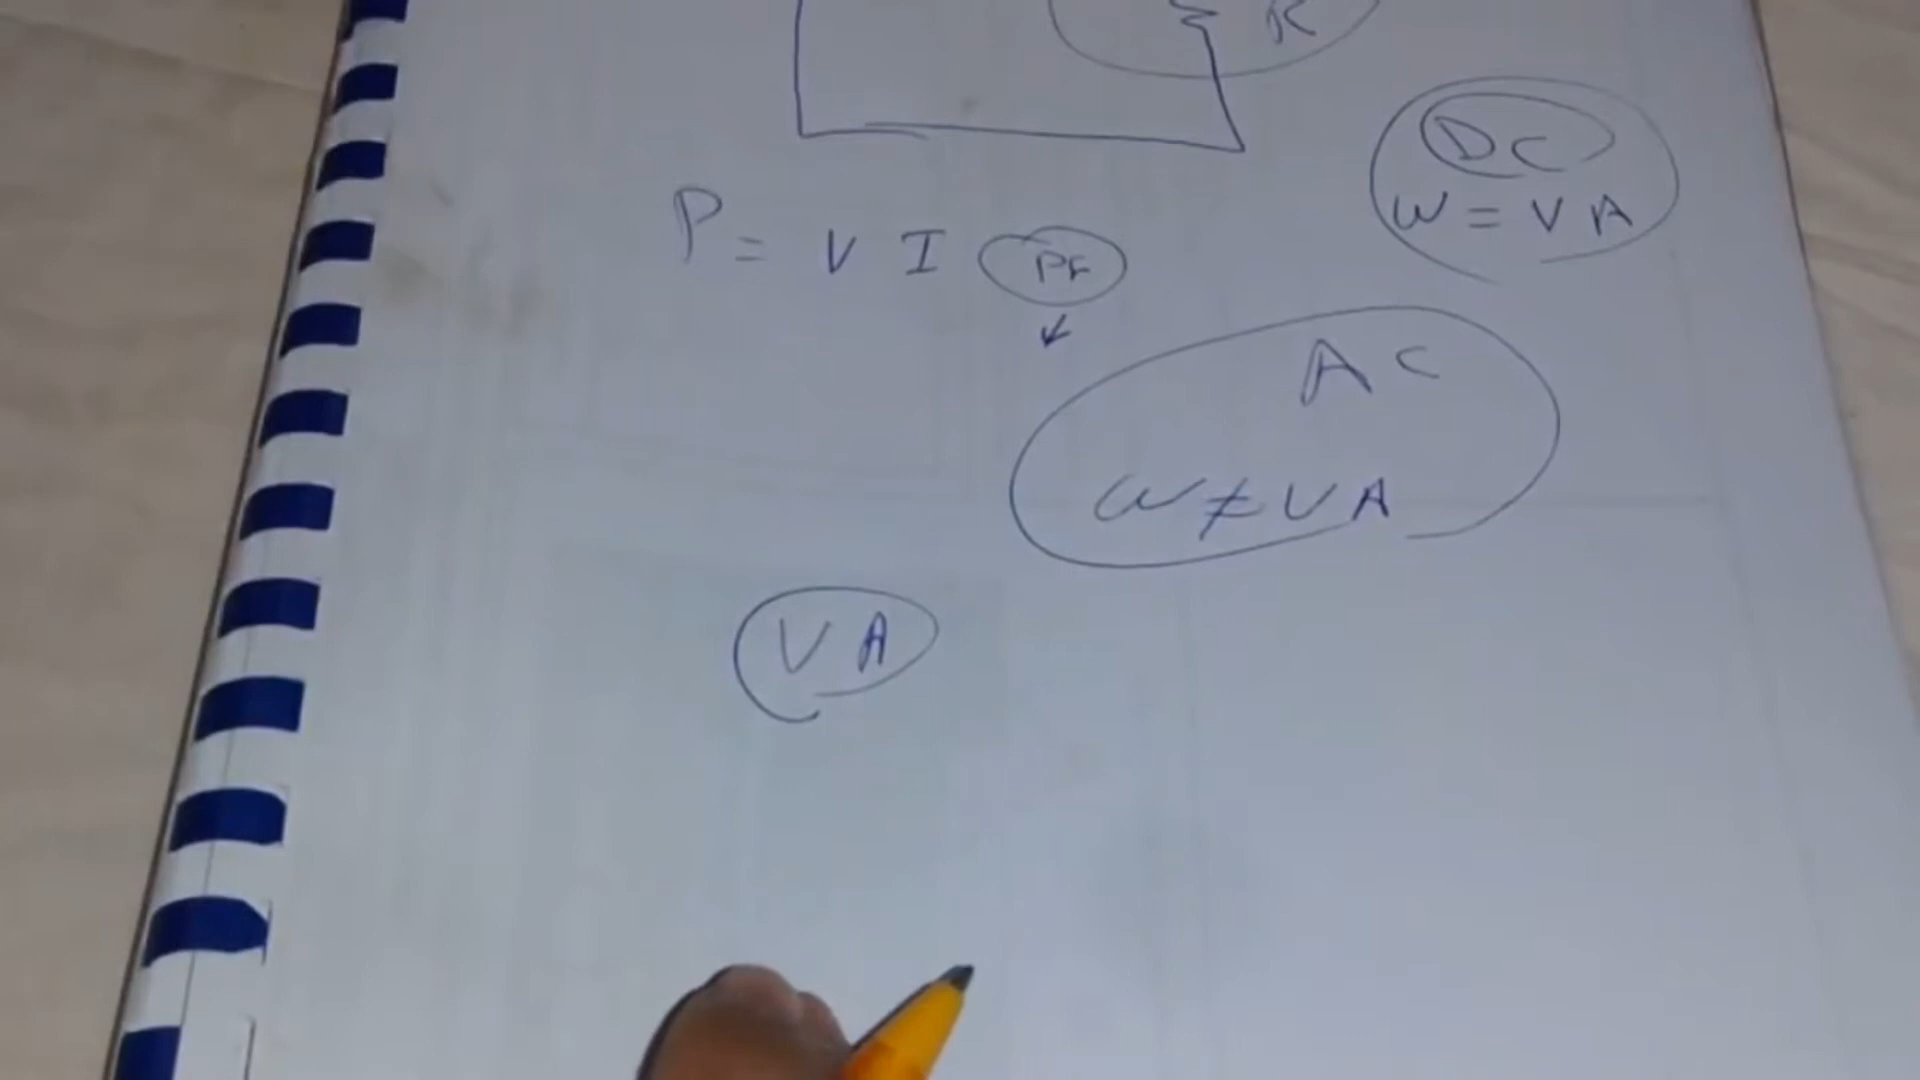 R
DC
W = VA
P = V I PF
AC
W ≠ VA
VA